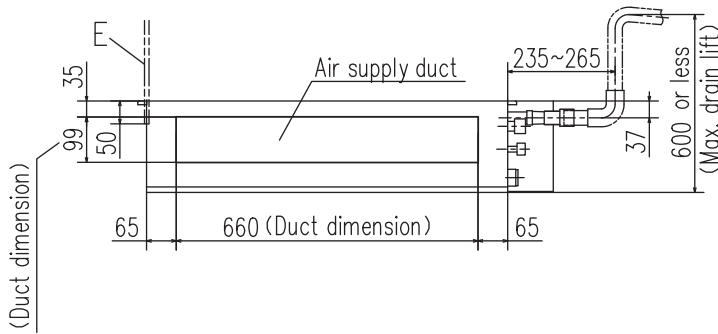 E
235~265
Air supply duct
35
50
99
(Duct dimension)
37
600 or less
(Max. drain lift)
65
660 (Duct dimension)
65